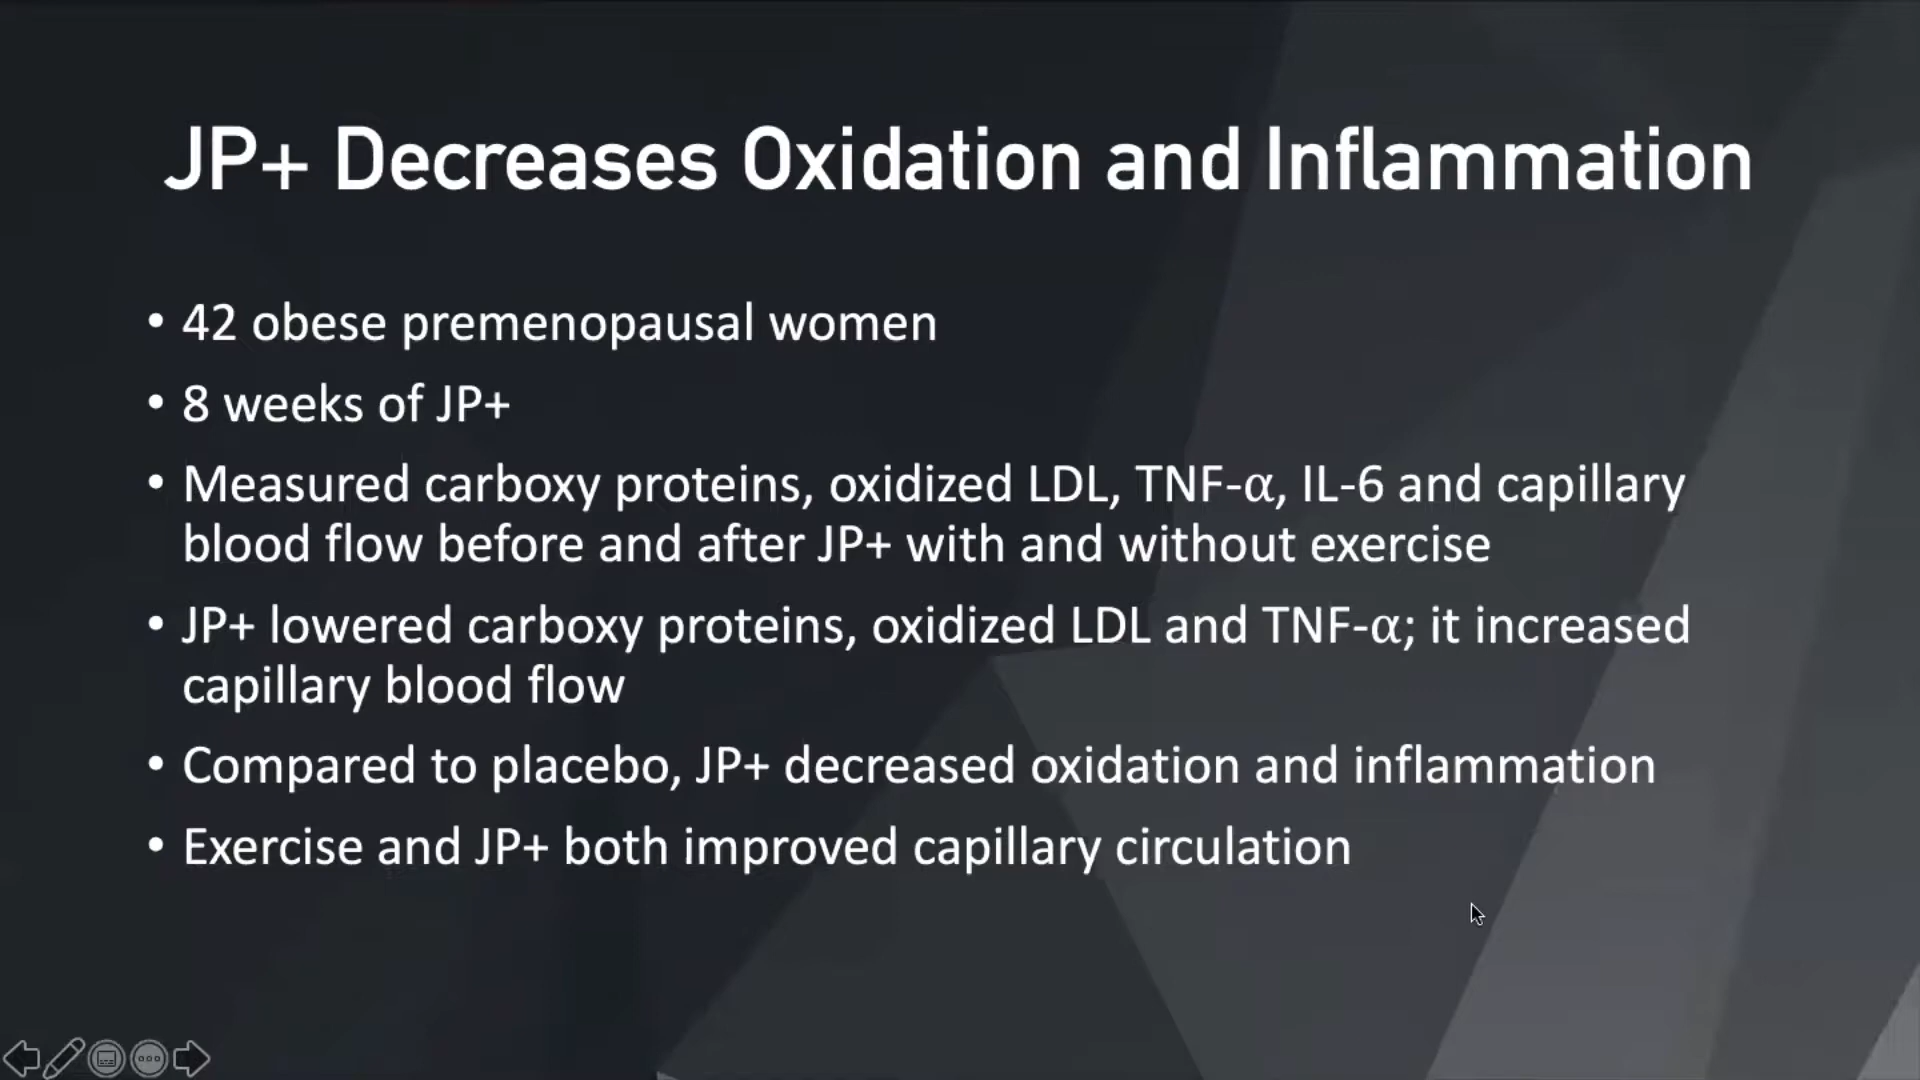 JP+ Decreases Oxidation and Inflammation
• 42 obese premenopausal women
• 8 weeks of JP+
• Measured carboxy proteins, oxidized LDL, TNF-α, IL-6 and capillary
blood flow before and after JP+ with and without exercise
• JP+ lowered carboxy proteins, oxidized LDL and TNF-α; it increased
capillary blood flow
• Compared to placebo, JP+ decreased oxidation and inflammation
• Exercise and JP+ both improved capillary circulation